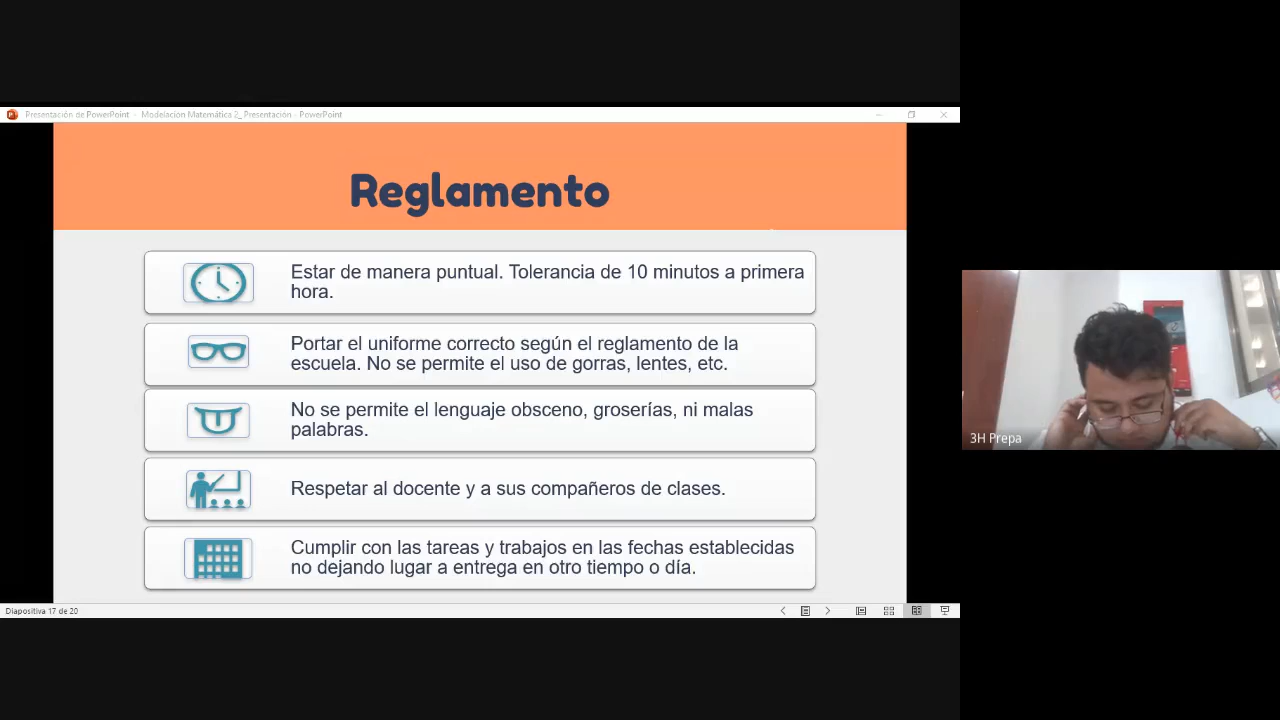 Presentación de PowerPoint - Modelación Matemática 2_ Presentación - PowerPoint
Reglamento
Estar de manera puntual. Tolerancia de 10 minutos a primera
hora.
Portar el uniforme correcto según el reglamento de la
escuela. No se permite el uso de gorras, lentes, etc.
No se permite el lenguaje obsceno, groserías, ni malas
palabras.
Respetar al docente y a sus compañeros de clases.
Cumplir con las tareas y trabajos en las fechas establecidas
no dejando lugar a entrega en otro tiempo o día.
Diapositiva 17 de 20
3H Prepa